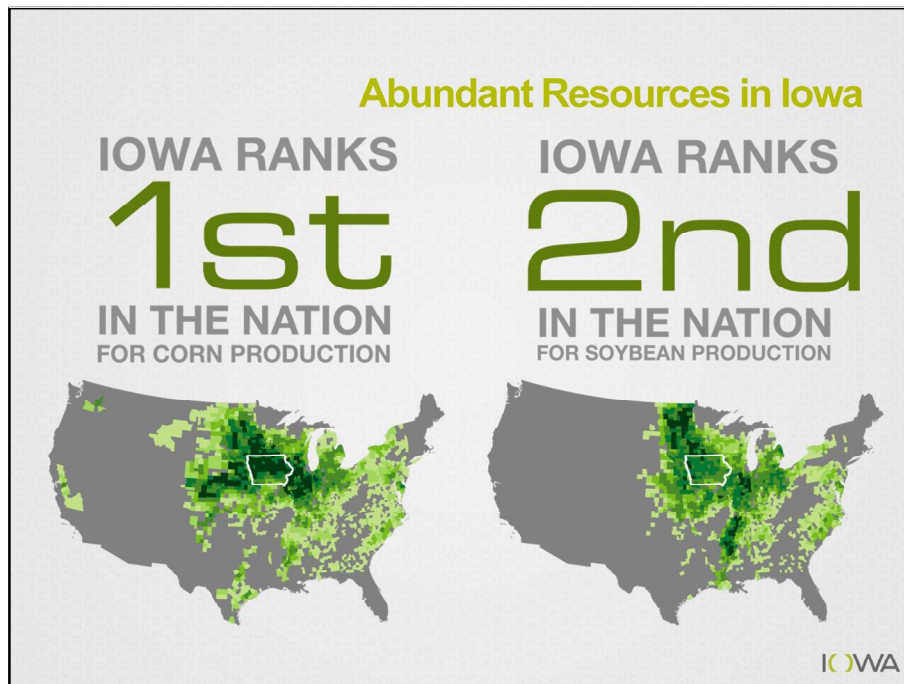 Abundant Resources in Iowa
IOWA RANKS
1st
IN THE NATION
FOR CORN PRODUCTION
IOWA RANKS
2nd
IN THE NATION
FOR SOYBEAN PRODUCTION
IOWA